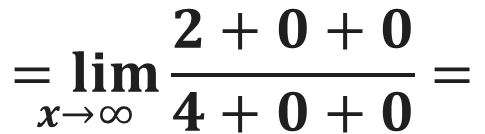 = lim x→∞ (2 + 0 + 0)/(4 + 0 + 0) =